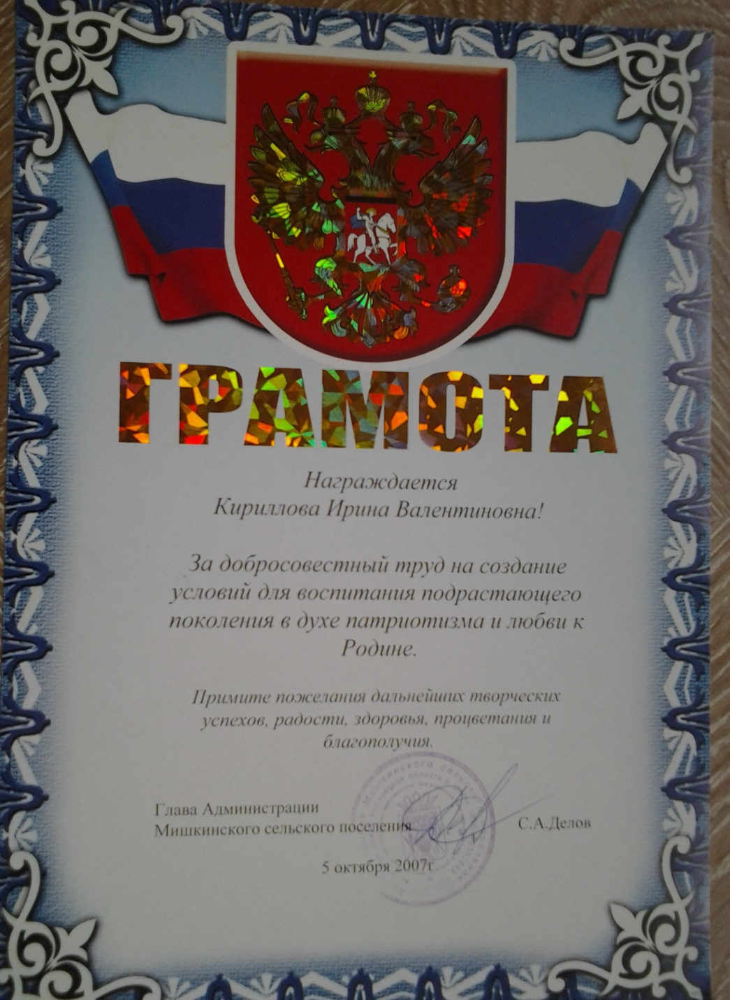 ГРАМОТА
Награждается
Кириллова Ирина Валентиновна!
За добросовестный труд на создание
условий для воспитания подрастающего
поколения в духе патриотизма и любви к
Родине.
Примите пожелания дальнейших творческих
успехов, радости, здоровья, процветания и
благополучия.
Глава Администрации
Мишкинского сельского поселения
С.А.Делов
5 октября 2007г
Мишкинского